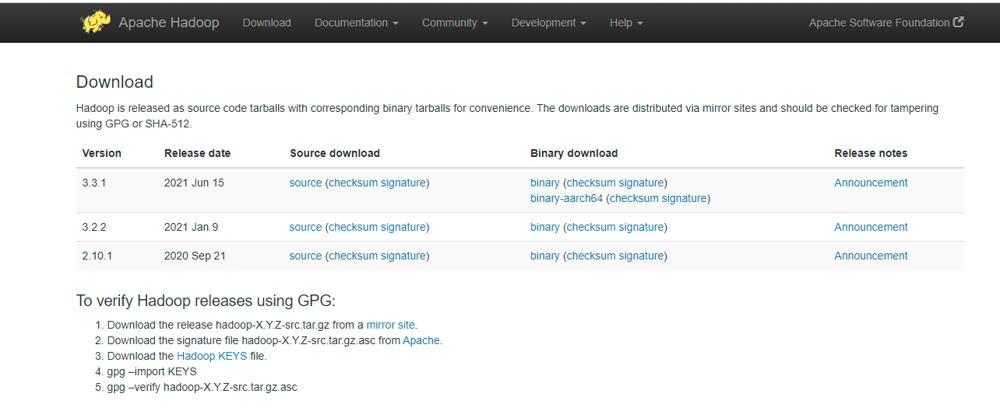 Apache Hadoop Download Documentation Community Development Help Apache Software Foundation
Download
Hadoop is released as source code tarballs with corresponding binary tarballs for convenience. The downloads are distributed via mirror sites and should be checked for tampering
using GPG or SHA-512.
Version Release date Source download Binary download Release notes
3.3.1 2021 Jun 15 source (checksum signature) binary (checksum signature) Announcement
binary-aarch64 (checksum signature)
3.2.2 2021 Jan 9 source (checksum signature) binary (checksum signature) Announcement
2.10.1 2020 Sep 21 source (checksum signature) binary (checksum signature) Announcement
To verify Hadoop releases using GPG:
1. Download the release hadoop-X.Y.Z-src.tar.gz from a mirror site.
2. Download the signature file hadoop-X.Y.Z-src.tar.gz.asc from Apache.
3. Download the Hadoop KEYS file.
4. gpg –import KEYS
5. gpg –verify hadoop-X.Y.Z-src.tar.gz.asc